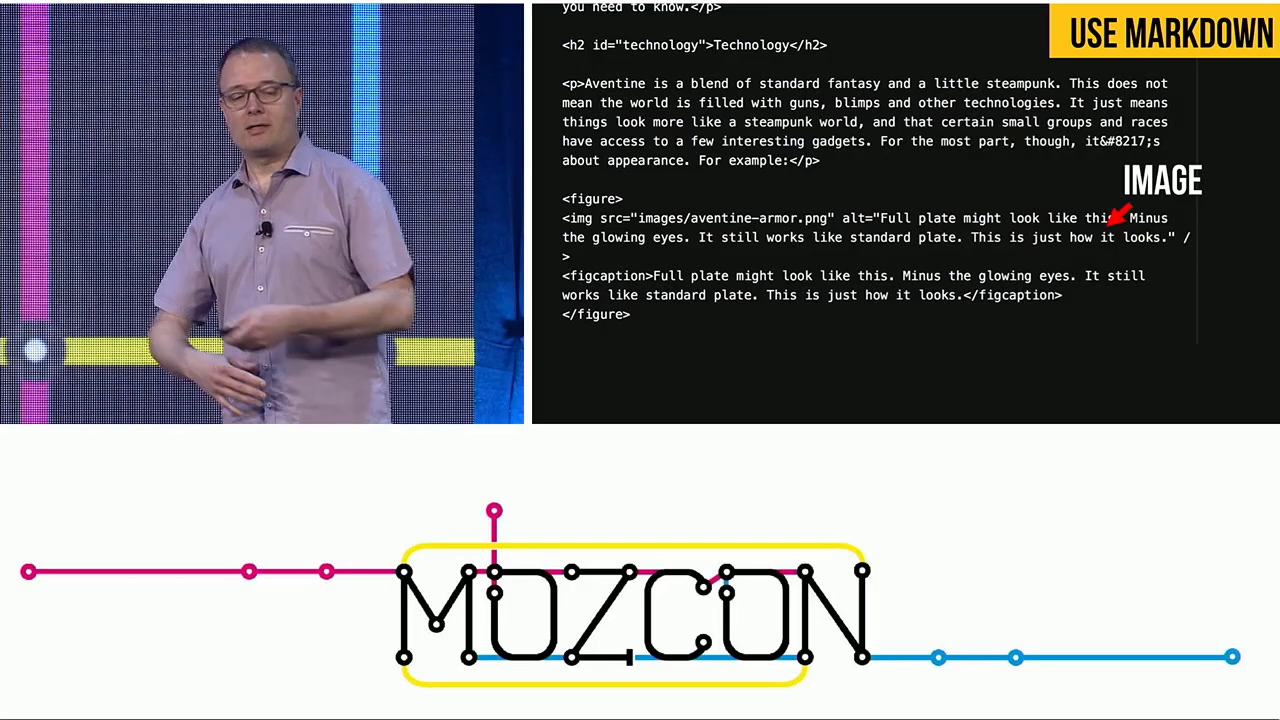 you need to know.</p>
USE MARKDOWN
<h2 id="technology">Technology</h2>
<p>Aventine is a blend of standard fantasy and a little steampunk. This does not
mean the world is filled with guns, blimps and other technologies. It just means
things look more like a steampunk world, and that certain small groups and races
have access to a few interesting gadgets. For the most part, though, it&#8217;s
about appearance. For example:</p>
IMAGE
<figure>
<img src="images/aventine-armor.png" alt="Full plate might look like this. Minus
the glowing eyes. It still works like standard plate. This is just how it looks." /
>
<figcaption>Full plate might look like this. Minus the glowing eyes. It still
works like standard plate. This is just how it looks.</figcaption>
</figure>
MOZCON